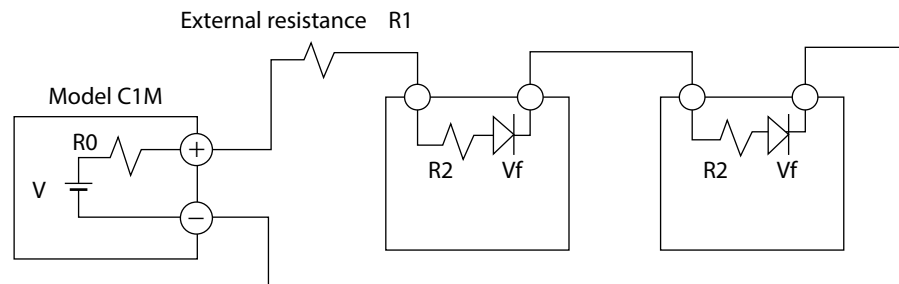 External resistance R1
Model C1M
R0
+
V
−
R2 Vf
R2 Vf